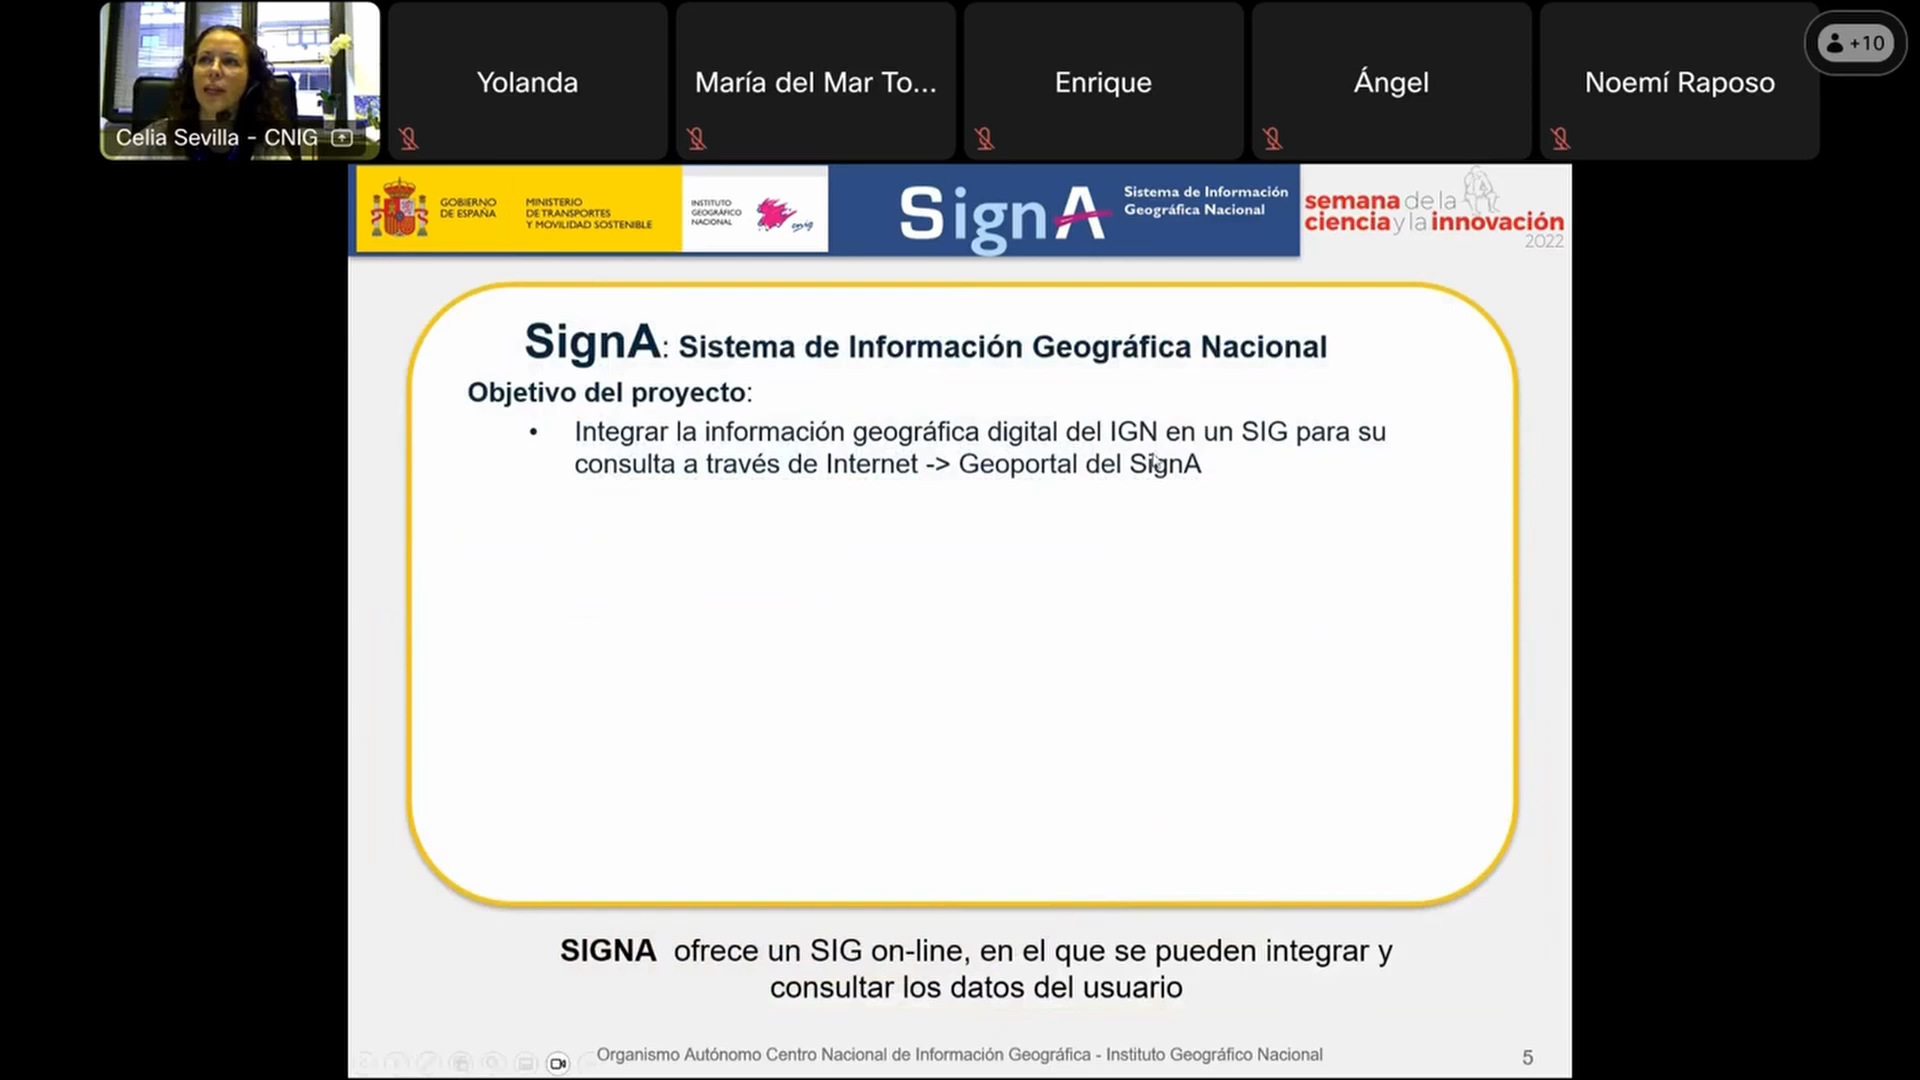 Celia Sevilla - CNIG
Yolanda
María del Mar To...
Enrique
Ángel
Noemí Raposo
+10
GOBIERNO
DE ESPAÑA
MINISTERIO
DE TRANSPORTES
Y MOVILIDAD SOSTENIBLE
INSTITUTO
GEOGRÁFICO
NACIONAL
cnig
SignA
Sistema de Información
Geográfica Nacional
semana de la
ciencia y la innovación
2022
SignA: Sistema de Información Geográfica Nacional
Objetivo del proyecto:
• Integrar la información geográfica digital del IGN en un SIG para su
consulta a través de Internet -> Geoportal del SignA
SIGNA ofrece un SIG on-line, en el que se pueden integrar y
consultar los datos del usuario
Organismo Autónomo Centro Nacional de Información Geográfica - Instituto Geográfico Nacional
5